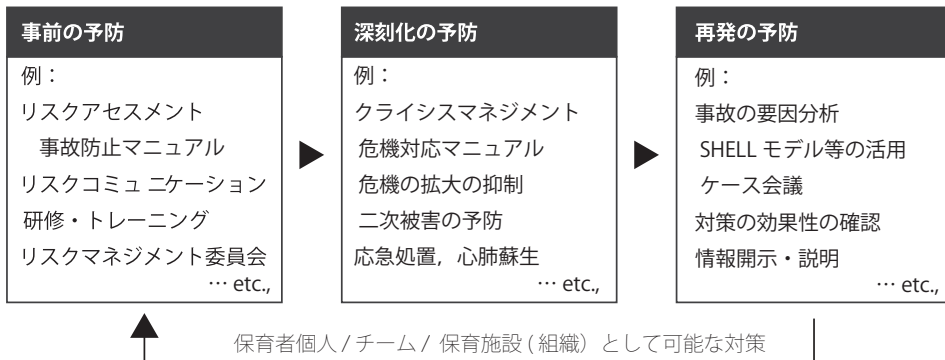 事前の予防
例：
リスクアセスメント
事故防止マニュアル
リスクコミュニケーション
研修・トレーニング
リスクマネジメント委員会
… etc.,
深刻化の予防
例：
クライシスマネジメント
危機対応マニュアル
危機の拡大の抑制
二次被害の予防
応急処置，心肺蘇生
… etc.,
再発の予防
例：
事故の要因分析
SHELL モデル等の活用
ケース会議
対策の効果性の確認
情報開示・説明
… etc.,
保育者個人 / チーム / 保育施設 ( 組織）として可能な対策